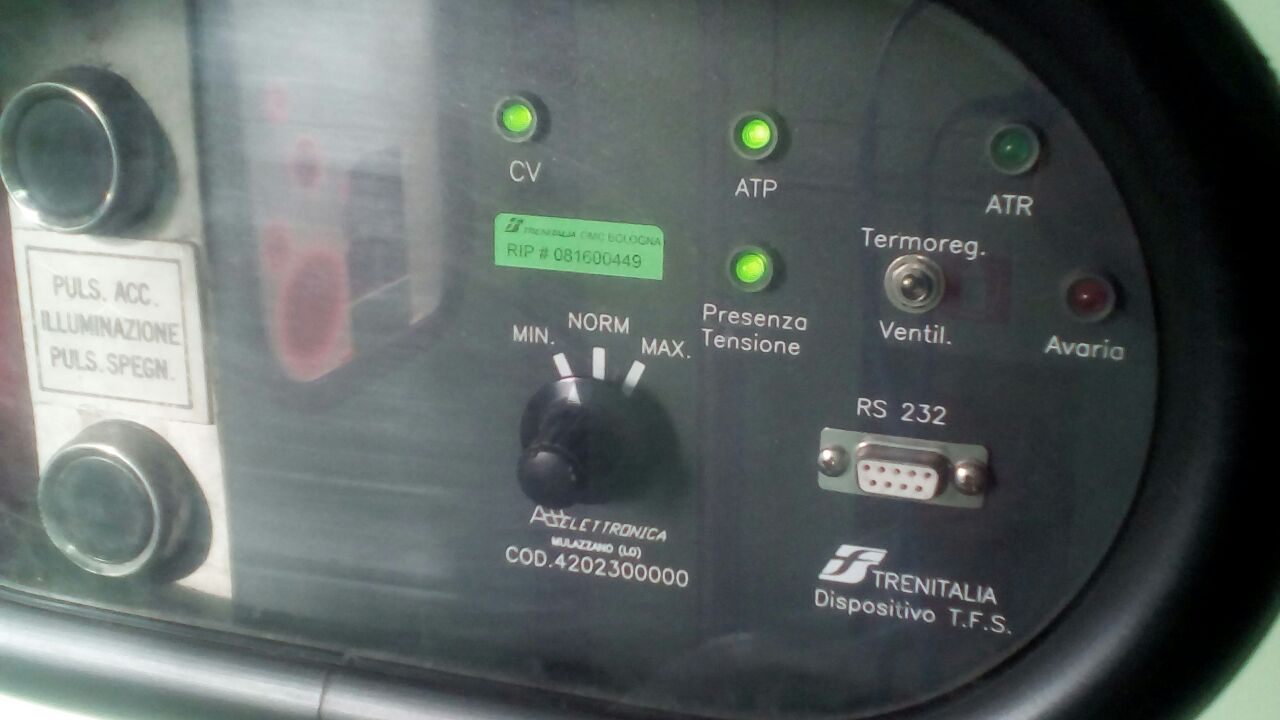 CV
ATP
ATR
TRENITALIA CMC BOLOGNA
RIP # 081600449
Termoreg.
Ventil.
Presenza
Tensione
Avaria
MIN.
NORM
MAX.
PULS. ACC.
ILLUMINAZIONE
PULS. SPEGN.
RS 232
ELETTRONICA
MULAZZANO (LO)
COD.4202300000
TRENITALIA
Dispositivo T.F.S.